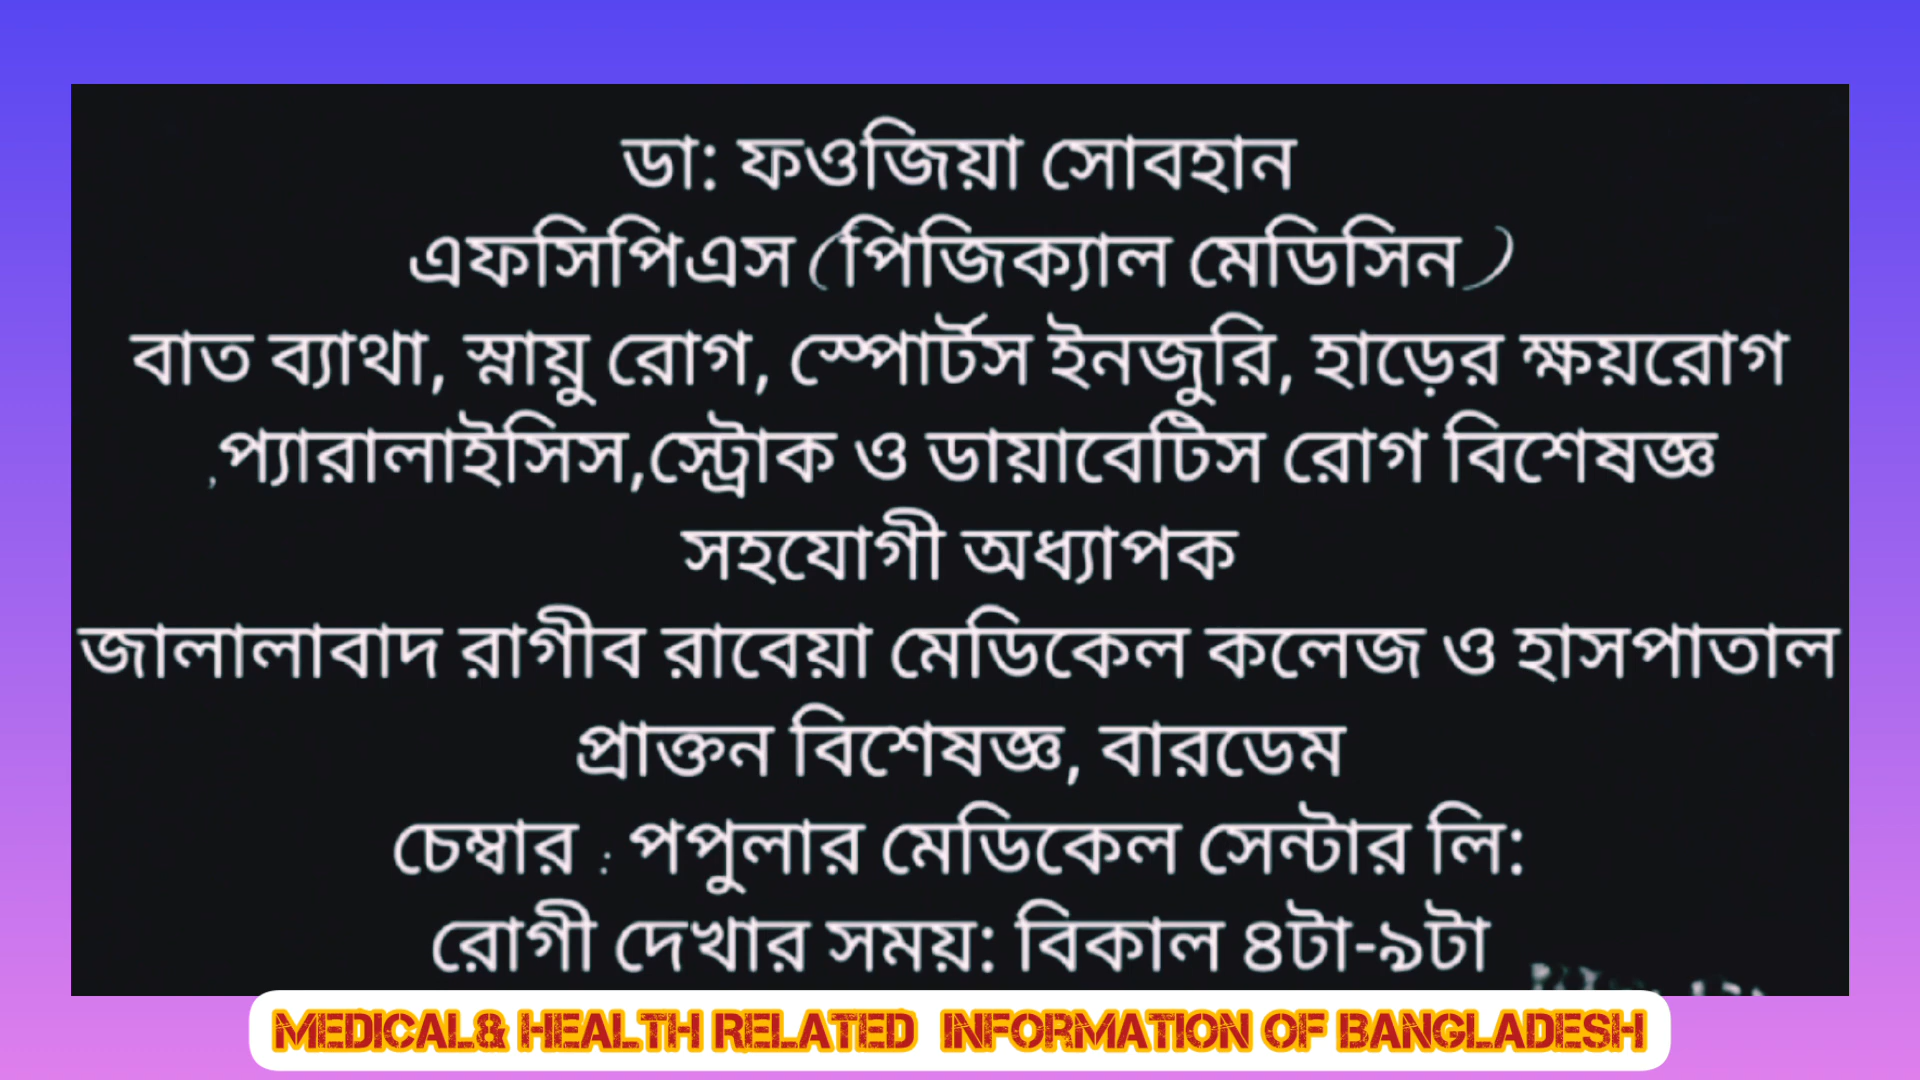 ডা: ফওজিয়া সোবহান
এফসিপিএস (পিজিক্যাল মেডিসিন)
বাত ব্যাথা, স্নায়ু রোগ, স্পোর্টস ইনজুরি, হাড়ের ক্ষয়রোগ
,প্যারালাইসিস,স্ট্রোক ও ডায়াবেটিস রোগ বিশেষজ্ঞ
সহযোগী অধ্যাপক
জালালাবাদ রাগীব রাবেয়া মেডিকেল কলেজ ও হাসপাতাল
প্রাক্তন বিশেষজ্ঞ, বারডেম
চেম্বার : পপুলার মেডিকেল সেন্টার লি:
রোগী দেখার সময়: বিকাল ৪টা-৯টা
MEDICAL& HEALTH RELATED INFORMATION OF BANGLADESH